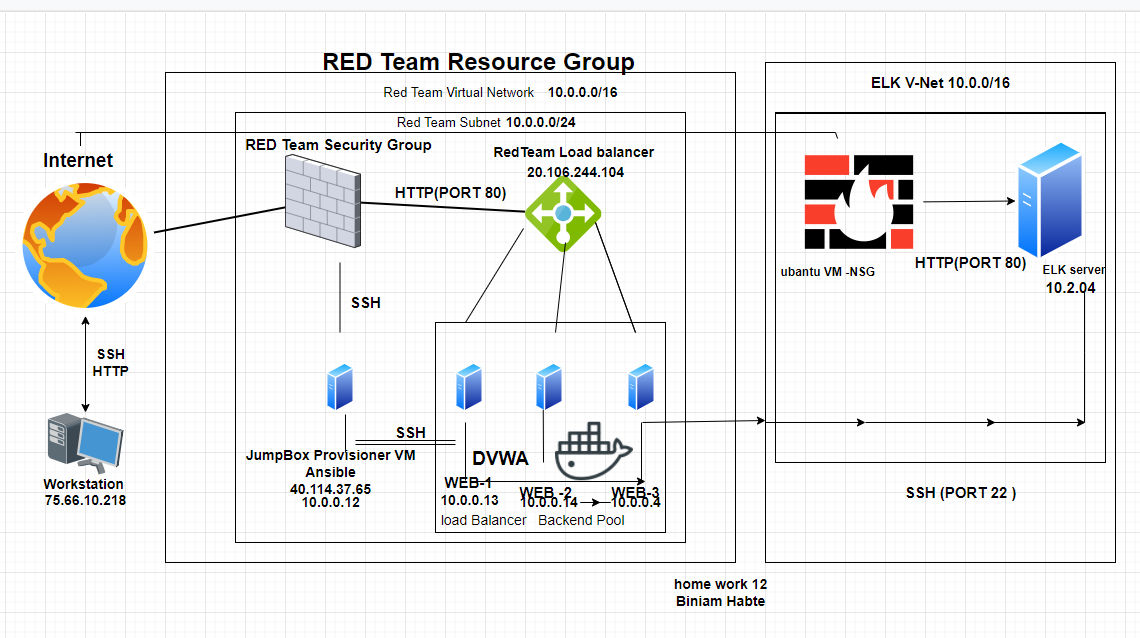 RED Team Resource Group
Red Team Virtual Network 10.0.0.0/16
Red Team Subnet 10.0.0.0/24
RED Team Security Group
Internet
HTTP(PORT 80)
RedTeam Load balancer
20.106.244.104
SSH
SSH
HTTP
Workstation
75.66.10.218
SSH
JumpBox Provisioner VM
Ansible
40.114.37.65
10.0.0.12
DVWA
WEB-1
10.0.0.13
WEB -2
10.0.0.14
WEB-3
10.0.0.4
load Balancer Backend Pool
ELK V-Net 10.0.0/16
ubantu VM -NSG
HTTP(PORT 80)
ELK server
10.2.04
SSH (PORT 22 )
home work 12
Biniam Habte